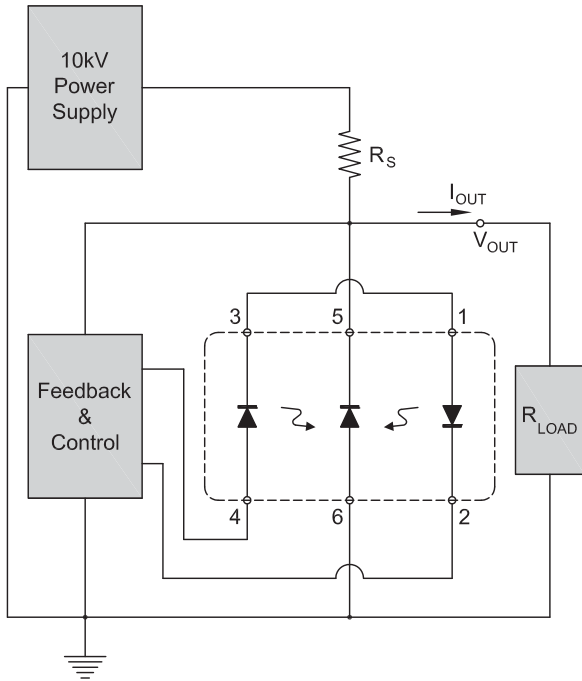 10kV
Power
Supply
R_S
I_OUT
V_OUT
3
5
1
Feedback
&
Control
R_LOAD
4
6
2